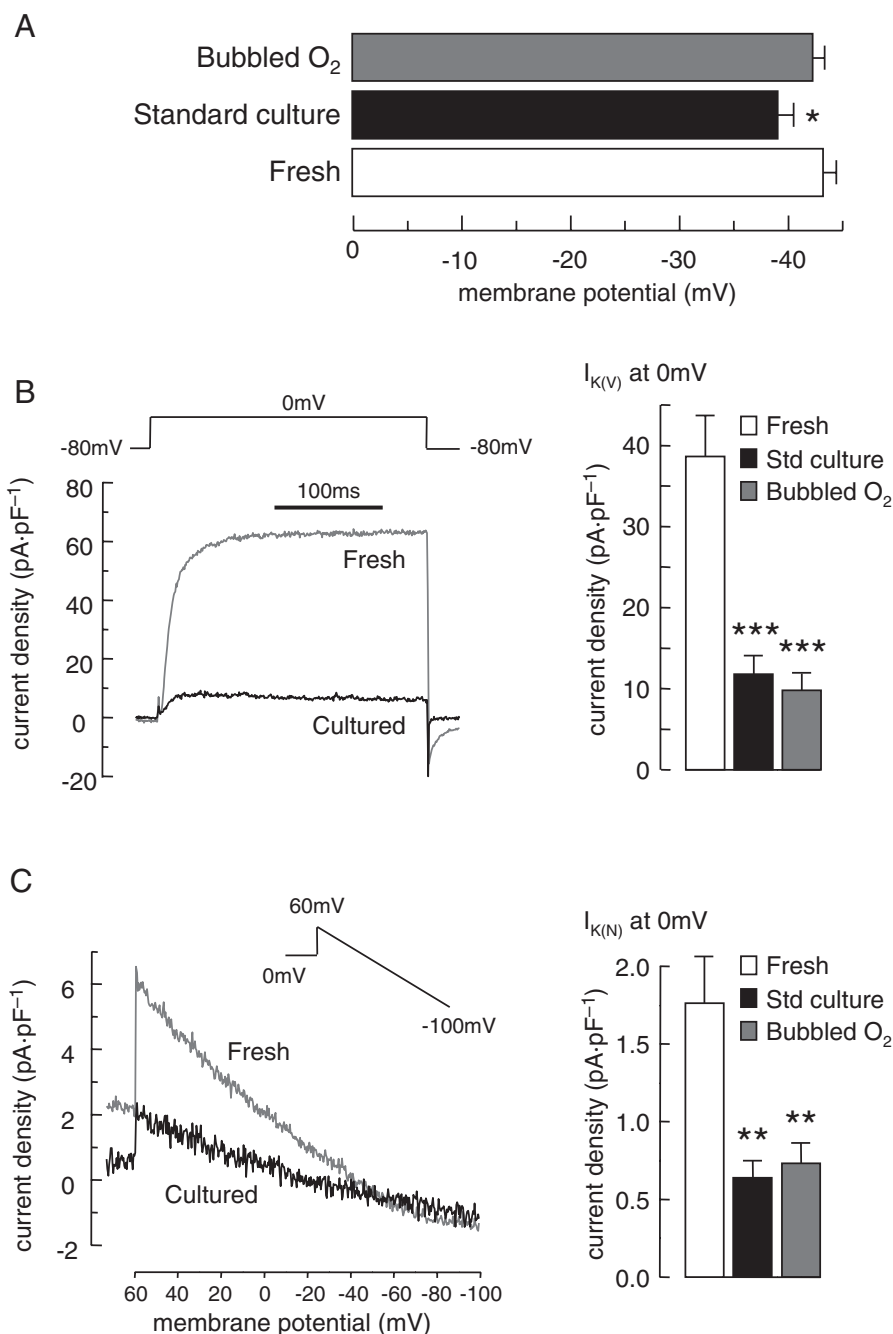 A
Bubbled O₂
Standard culture
*
Fresh
0 -10 -20 -30 -40
membrane potential (mV)
B
0mV
-80mV -80mV
100ms
80
60
40
20
0
-20
current density (pA·pF⁻¹)
Fresh
Cultured
I_K(V) at 0mV
Fresh
Std culture
Bubbled O₂
40
30
20
10
0
current density (pA·pF⁻¹)
*** ***
C
60mV
0mV
-100mV
6
4
2
0
-2
current density (pA·pF⁻¹)
Fresh
Cultured
60 40 20 0 -20 -40 -60 -80 -100
membrane potential (mV)
I_K(N) at 0mV
Fresh
Std culture
Bubbled O₂
2.0
1.5
1.0
0.5
0.0
current density (pA·pF⁻¹)
** **